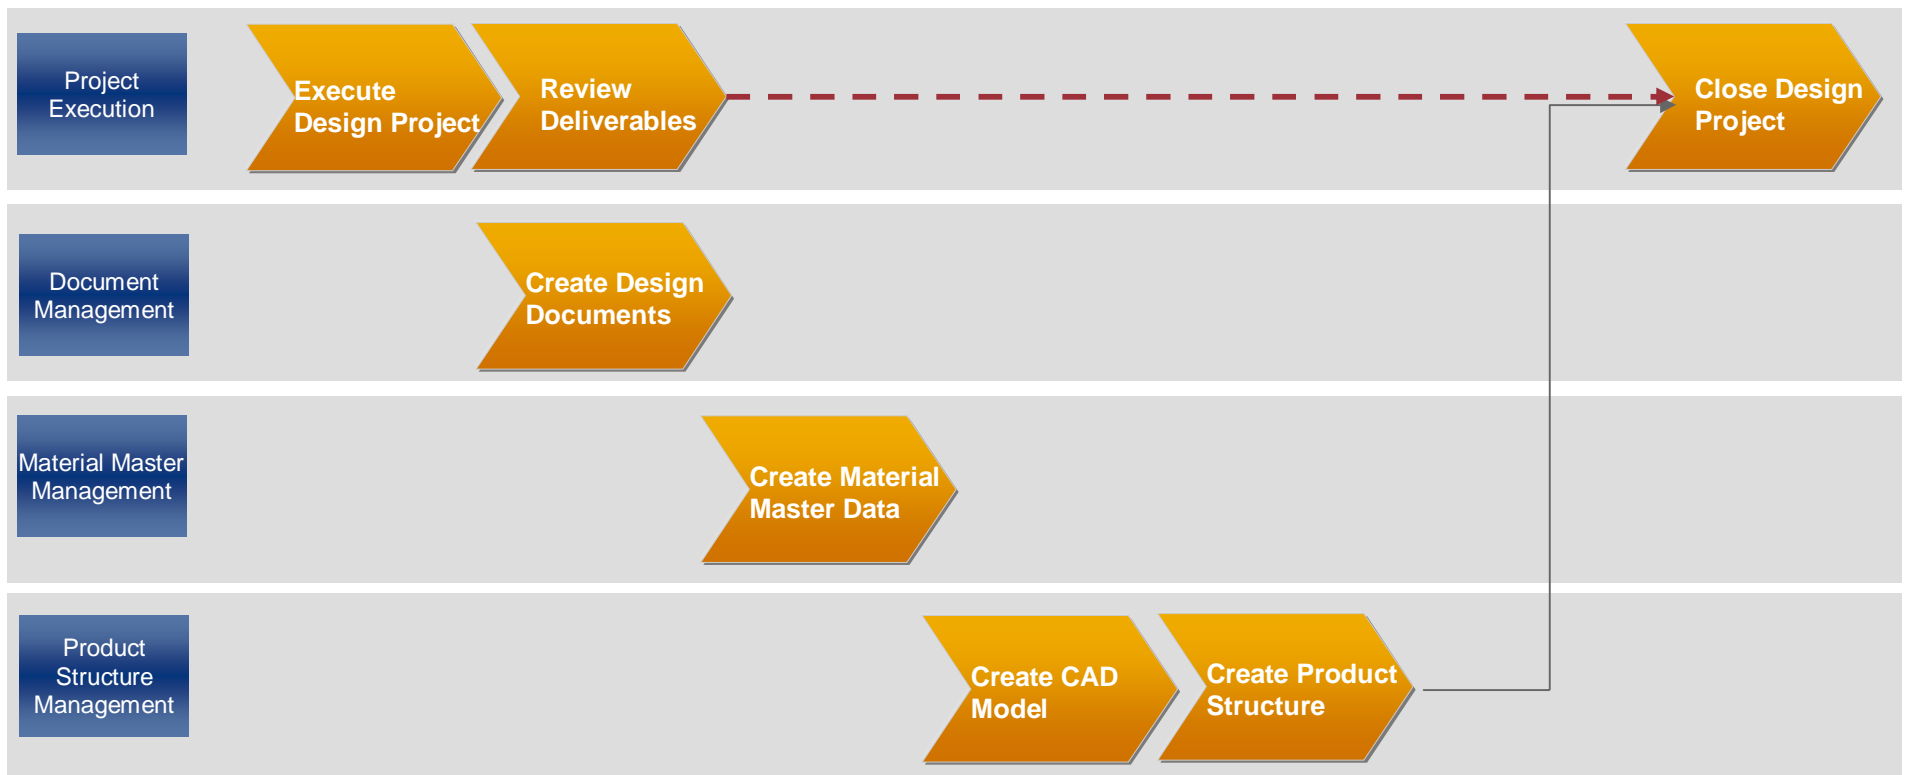 Project
Execution
Execute
Design Project
Review
Deliverables
Close Design
Project
Document
Management
Create Design
Documents
Material Master
Management
Create Material
Master Data
Product
Structure
Management
Create CAD
Model
Create Product
Structure